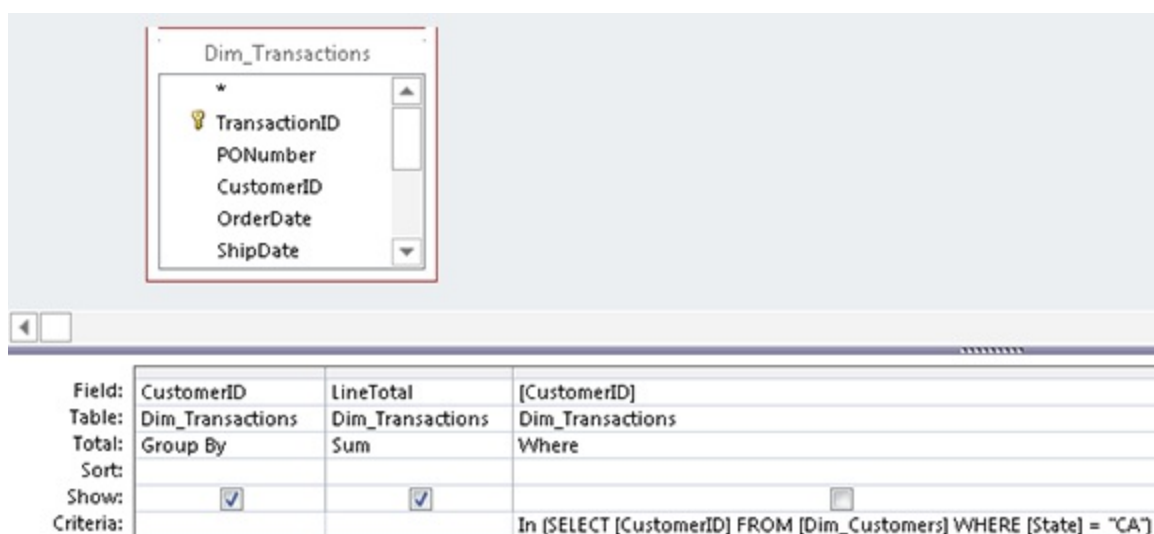 Dim_Transactions
*
TransactionID
PONumber
CustomerID
OrderDate
ShipDate
Field: CustomerID LineTotal [CustomerID]
Table: Dim_Transactions Dim_Transactions Dim_Transactions
Total: Group By Sum Where
Sort:
Show:
Criteria: In (SELECT [CustomerID] FROM [Dim_Customers] WHERE [State] = "CA")